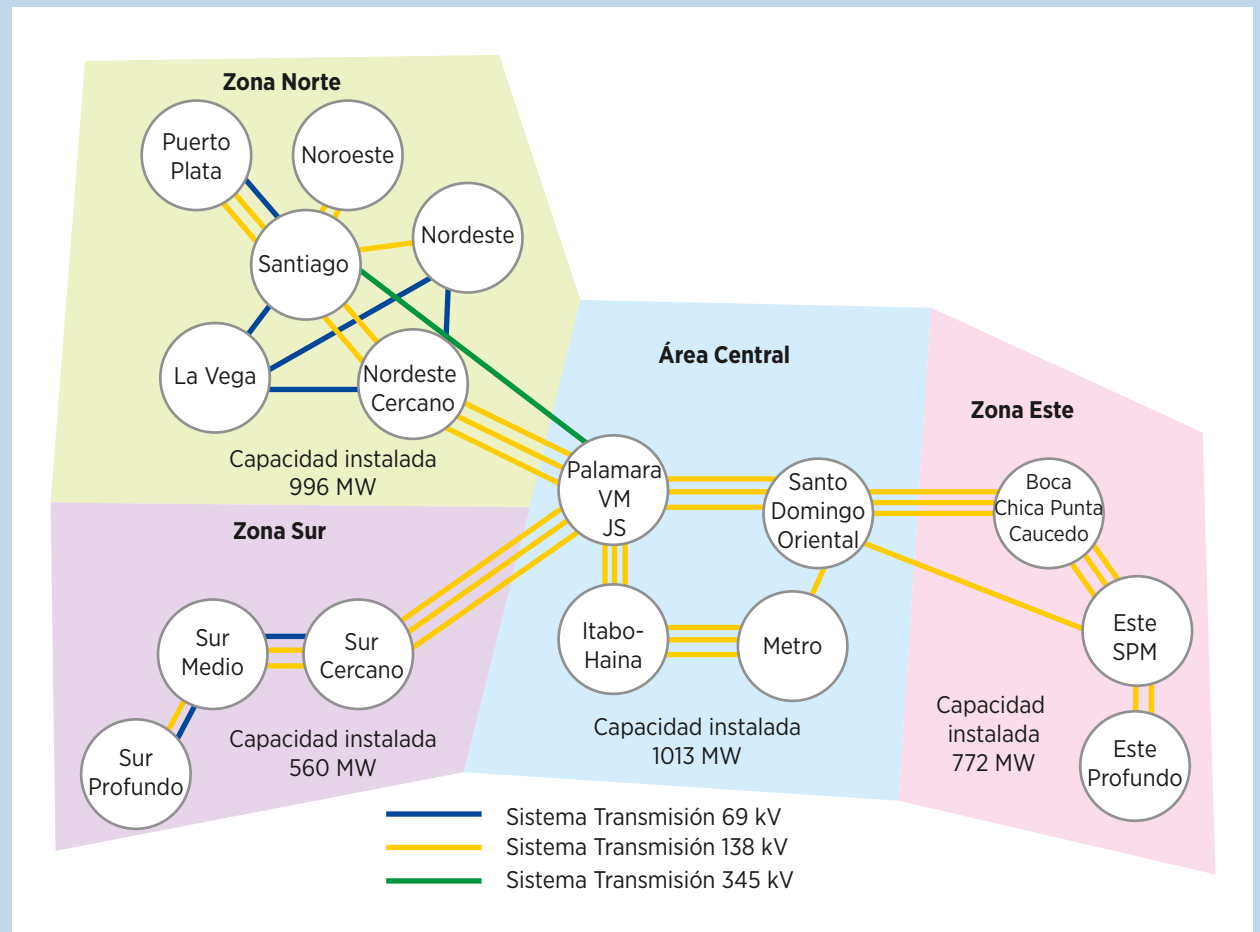 Zona Norte
Puerto
Plata
Noroeste
Nordeste
Santiago
La Vega
Nordeste
Cercano
Capacidad instalada
996 MW
Zona Sur
Sur
Medio
Sur
Cercano
Sur
Profundo
Capacidad instalada
560 MW
Área Central
Palamara
VM
JS
Santo
Domingo
Oriental
Itabo-
Haina
Metro
Capacidad instalada
1013 MW
Zona Este
Boca
Chica Punta
Caucedo
Este
SPM
Este
Profundo
Capacidad
instalada
772 MW
Sistema Transmisión 69 kV
Sistema Transmisión 138 kV
Sistema Transmisión 345 kV